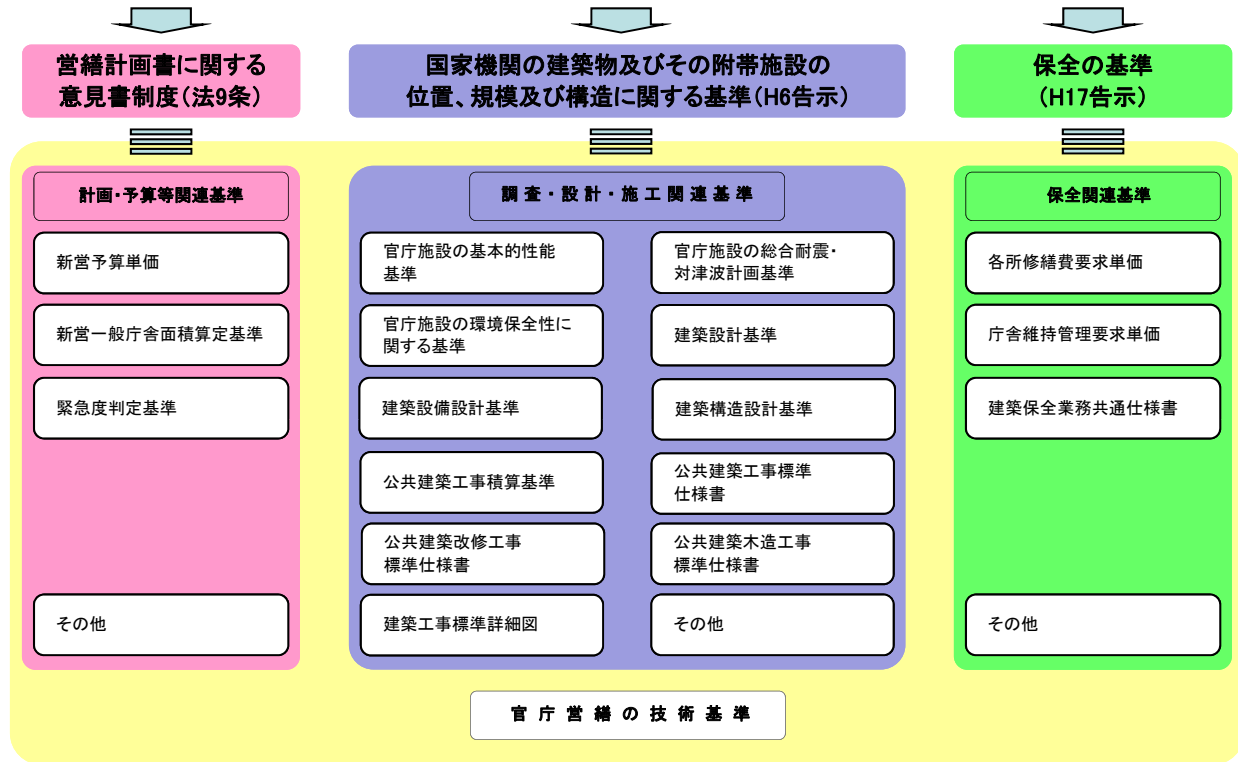 営繕計画書に関する
意見書制度(法9条)
国家機関の建築物及びその附帯施設の
位置、規模及び構造に関する基準(H6告示)
保全の基準
(H17告示)
計画・予算等関連基準
新営予算単価
新営一般庁舎面積算定基準
緊急度判定基準
その他
調査・設計・施工関連基準
官庁施設の基本的性能
基準
官庁施設の総合耐震・
対津波計画基準
官庁施設の環境保全性に
関する基準
建築設計基準
建築設備設計基準
建築構造設計基準
公共建築工事積算基準
公共建築工事標準
仕様書
公共建築改修工事
標準仕様書
公共建築木造工事
標準仕様書
建築工事標準詳細図
その他
保全関連基準
各所修繕費要求単価
庁舎維持管理要求単価
建築保全業務共通仕様書
その他
官庁営繕の技術基準